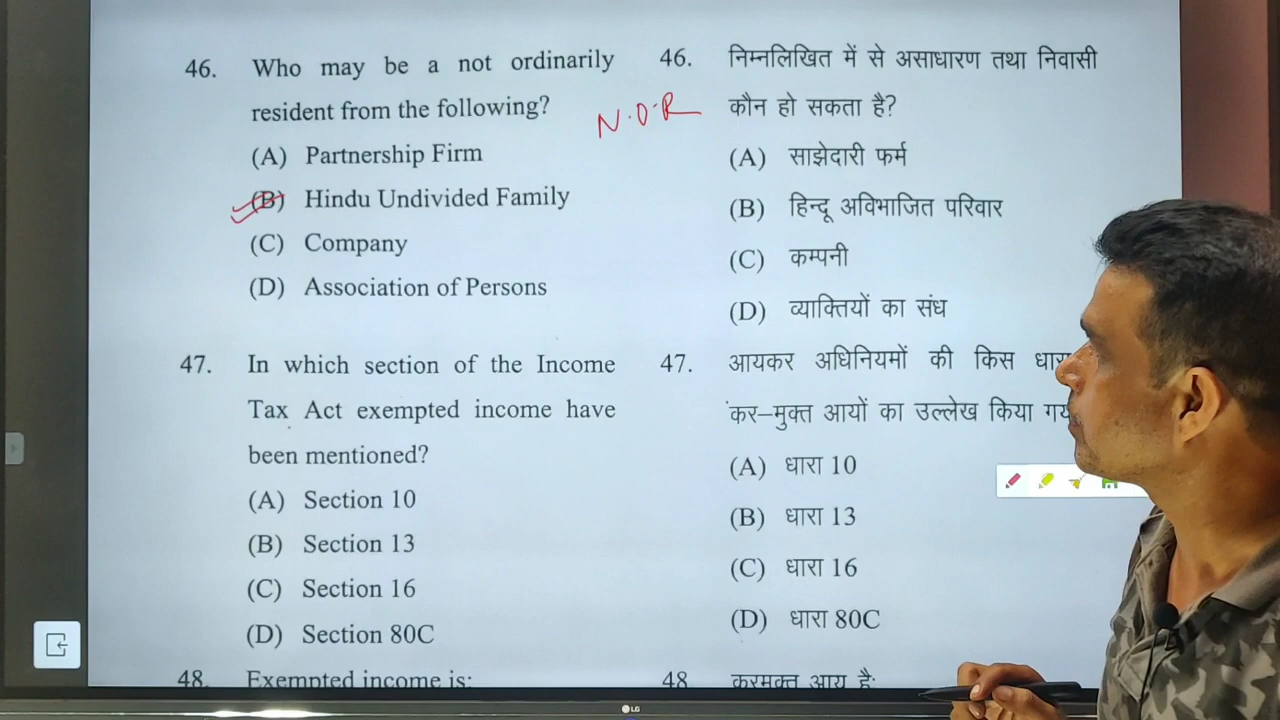 46. Who may be a not ordinarily
resident from the following?
(A) Partnership Firm
(B) Hindu Undivided Family
(C) Company
(D) Association of Persons
N.O.R
47. In which section of the Income
Tax Act exempted income have
been mentioned?
(A) Section 10
(B) Section 13
(C) Section 16
(D) Section 80C
48. Exempted income is:
46. निम्नलिखित में से असाधारण तथा निवासी
कौन हो सकता है?
(A) साझेदारी फर्म
(B) हिन्दू अविभाजित परिवार
(C) कम्पनी
(D) व्यक्तियों का संघ
47. आयकर अधिनियमों की किस
कर–मुक्त आयों का उल्लेख किया
(A) धारा 10
(B) धारा 13
(C) धारा 16
(D) धारा 80C
48 करमुक्त आय है:
LG